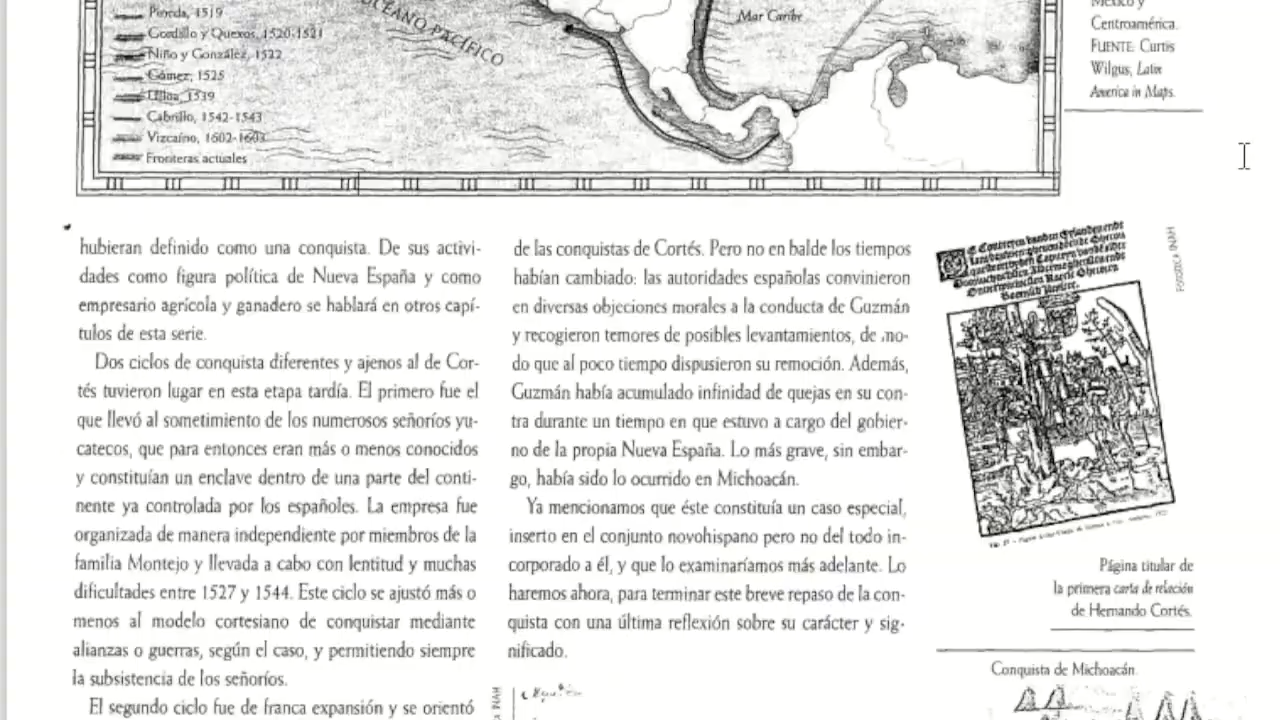 Pineda, 1519
Gordillo y Quexos, 1520-1521
Niño y González, 1522
Gómez, 1525
Ulloa, 1539
Cabrillo, 1542-1543
Vizcaíno, 1602-1603
Fronteras actuales
OCÉANO PACÍFICO
Mar Caribe
México y
Centroamérica.
FUENTE: Curtis
Wilgus, Latin
America in Maps.
hubieran definido como una conquista. De sus activi-
dades como figura política de Nueva España y como
empresario agrícola y ganadero se hablará en otros capí-
tulos de esta serie.
Dos ciclos de conquista diferentes y ajenos al de Cor-
tés tuvieron lugar en esta etapa tardía. El primero fue el
que llevó al sometimiento de los numerosos señoríos yu-
catecos, que para entonces eran más o menos conocidos
y constituían un enclave dentro de una parte del conti-
nente ya controlada por los españoles. La empresa fue
organizada de manera independiente por miembros de la
familia Montejo y llevada a cabo con lentitud y muchas
dificultades entre 1527 y 1544. Este ciclo se ajustó más o
menos al modelo cortesiano de conquistar mediante
alianzas o guerras, según el caso, y permitiendo siempre
la subsistencia de los señoríos.
El segundo ciclo fue de franca expansión y se orientó
de las conquistas de Cortés. Pero no en balde los tiempos
habían cambiado: las autoridades españolas convinieron
en diversas objeciones morales a la conducta de Guzmán
y recogieron temores de posibles levantamientos, de mo-
do que al poco tiempo dispusieron su remoción. Además,
Guzmán había acumulado infinidad de quejas en su con-
tra durante un tiempo en que estuvo a cargo del gobier-
no de la propia Nueva España. Lo más grave, sin embar-
go, había sido lo ocurrido en Michoacán.
Ya mencionamos que éste constituía un caso especial,
inserto en el conjunto novohispano pero no del todo in-
corporado a él, y que lo examinaríamos más adelante. Lo
haremos ahora, para terminar este breve repaso de la con-
quista con una última reflexión sobre su carácter y sig-
nificado.
INAH
FOTOTECA INAH
Página titular de
la primera carta de relación
de Hernando Cortés.
Conquista de Michoacán.